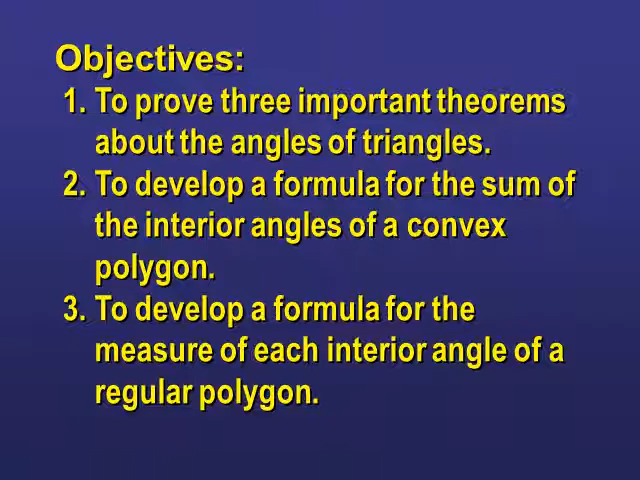 Objectives:
1. To prove three important theorems
about the angles of triangles.
2. To develop a formula for the sum of
the interior angles of a convex
polygon.
3. To develop a formula for the
measure of each interior angle of a
regular polygon.